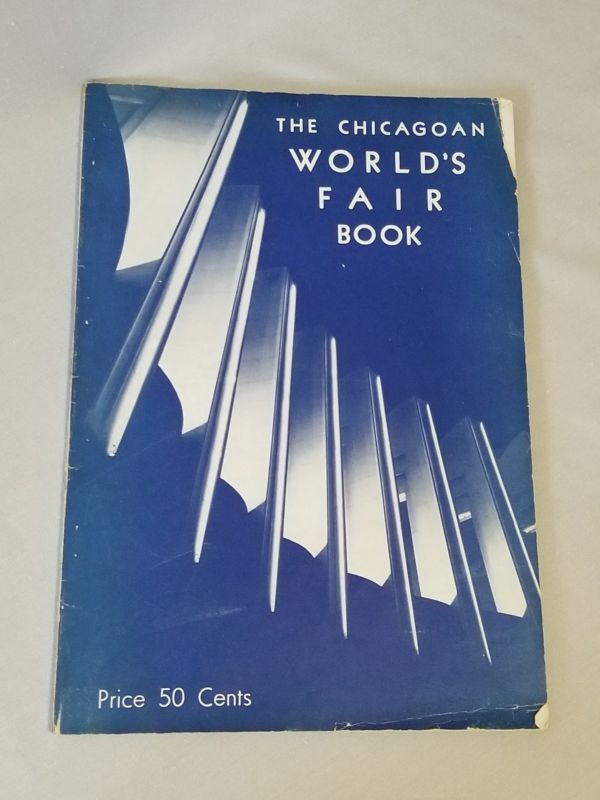 THE CHICAGOAN
WORLD'S
FAIR
BOOK
Price 50 Cents